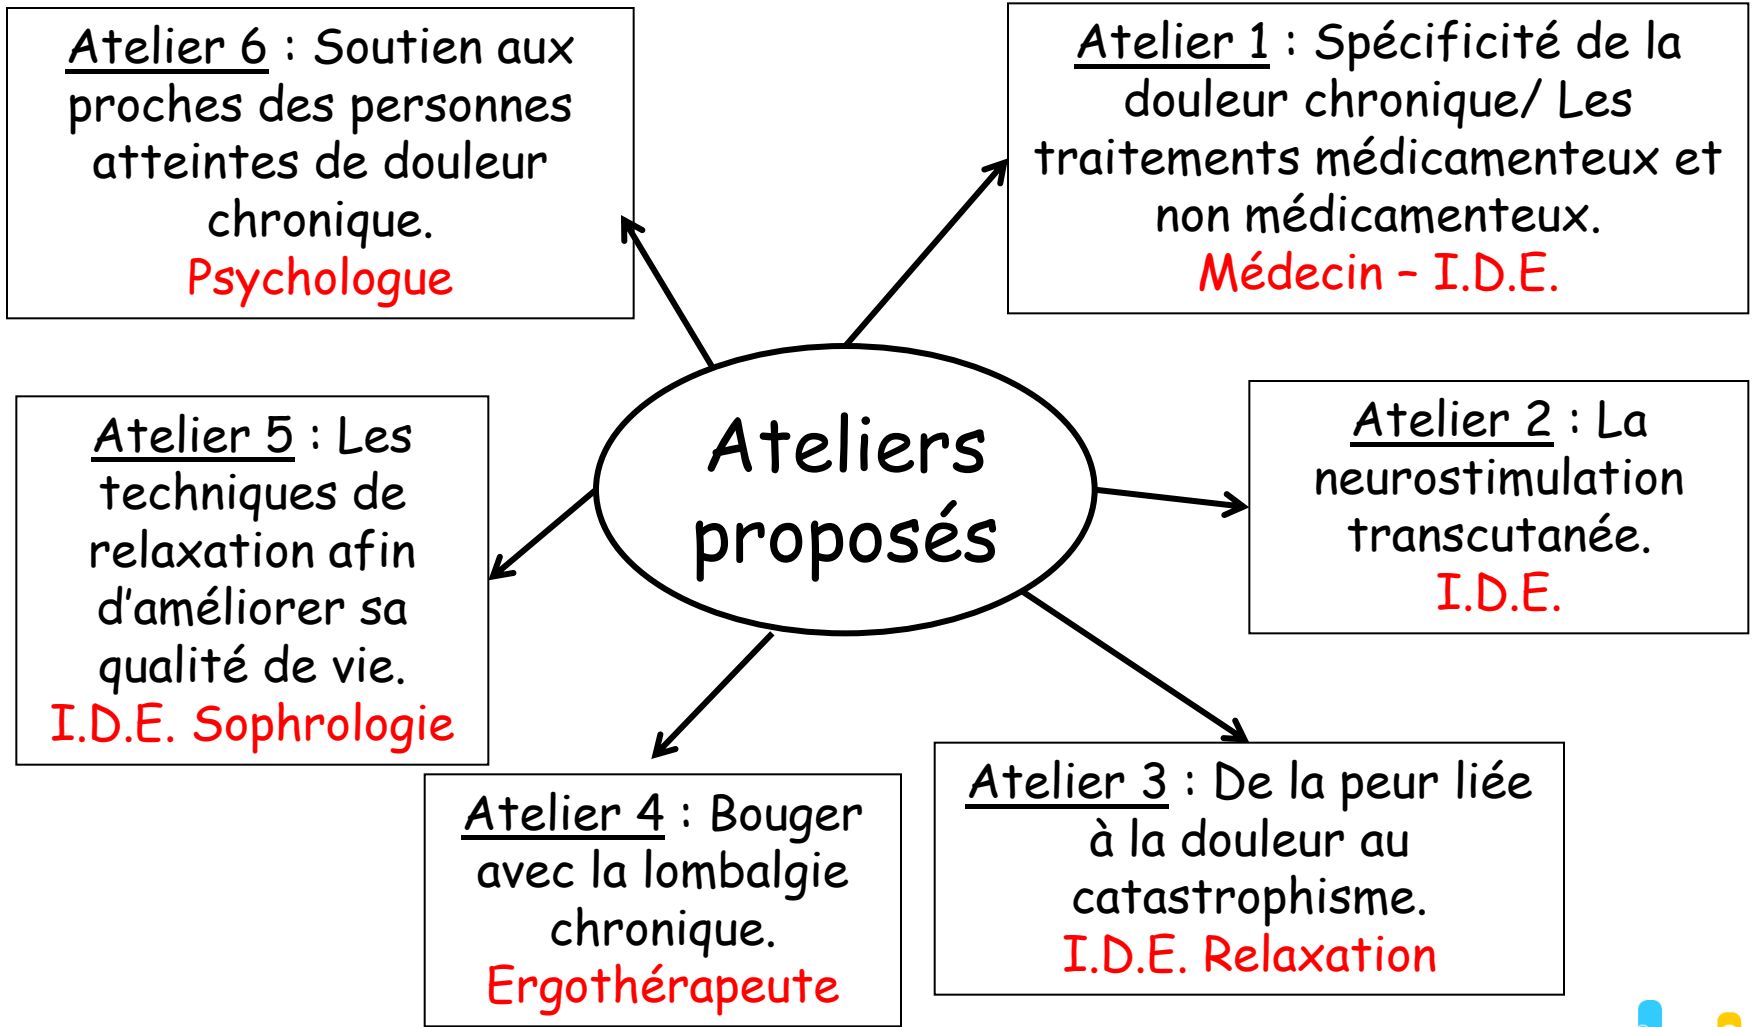 Atelier 6 : Soutien aux
proches des personnes
atteintes de douleur
chronique.
Psychologue
Atelier 1 : Spécificité de la
douleur chronique/ Les
traitements médicamenteux et
non médicamenteux.
Médecin – I.D.E.
Atelier 5 : Les
techniques de
relaxation afin
d'améliorer sa
qualité de vie.
I.D.E. Sophrologie
Ateliers
proposés
Atelier 2 : La
neurostimulation
transcutanée.
I.D.E.
Atelier 4 : Bouger
avec la lombalgie
chronique.
Ergothérapeute
Atelier 3 : De la peur liée
à la douleur au
catastrophisme.
I.D.E. Relaxation